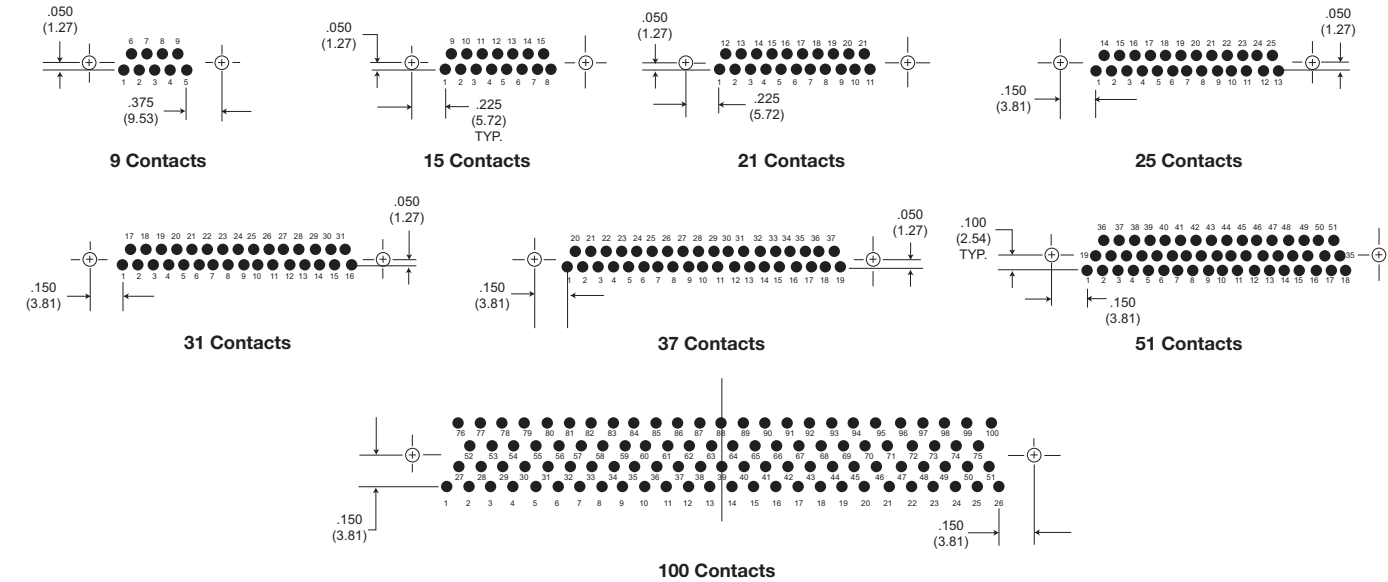 .050
(1.27)
6 7 8 9
1 2 3 4 5
.375
(9.53)
9 Contacts
.050
(1.27)
9 10 11 12 13 14 15
1 2 3 4 5 6 7 8
.225
(5.72)
TYP.
15 Contacts
.050
(1.27)
12 13 14 15 16 17 18 19 20 21
1 2 3 4 5 6 7 8 9 10 11
.225
(5.72)
21 Contacts
.050
(1.27)
14 15 16 17 18 19 20 21 22 23 24 25
1 2 3 4 5 6 7 8 9 10 11 12 13
.150
(3.81)
25 Contacts
.050
(1.27)
17 18 19 20 21 22 23 24 25 26 27 28 29 30 31
1 2 3 4 5 6 7 8 9 10 11 12 13 14 15 16
.150
(3.81)
31 Contacts
.050
(1.27)
20 21 22 23 24 25 26 27 28 29 30 31 32 33 34 35 36 37
1 2 3 4 5 6 7 8 9 10 11 12 13 14 15 16 17 18 19
.150
(3.81)
37 Contacts
.100
(2.54)
TYP.
36 37 38 39 40 41 42 43 44 45 46 47 48 49 50 51
19 35
1 2 3 4 5 6 7 8 9 10 11 12 13 14 15 16 17 18
.150
(3.81)
51 Contacts
76 77 78 79 80 81 82 83 84 85 86 87 88 89 90 91 92 93 94 95 96 97 98 99 100
52 53 54 55 56 57 58 59 60 61 62 63 64 65 66 67 68 69 70 71 72 73 74 75
27 28 29 30 31 32 33 34 35 36 37 38 39 40 41 42 43 44 45 46 47 48 49 50 51
1 2 3 4 5 6 7 8 9 10 11 12 13 14 15 16 17 18 19 20 21 22 23 24 25 26
.150
(3.81)
.150
(3.81)
100 Contacts